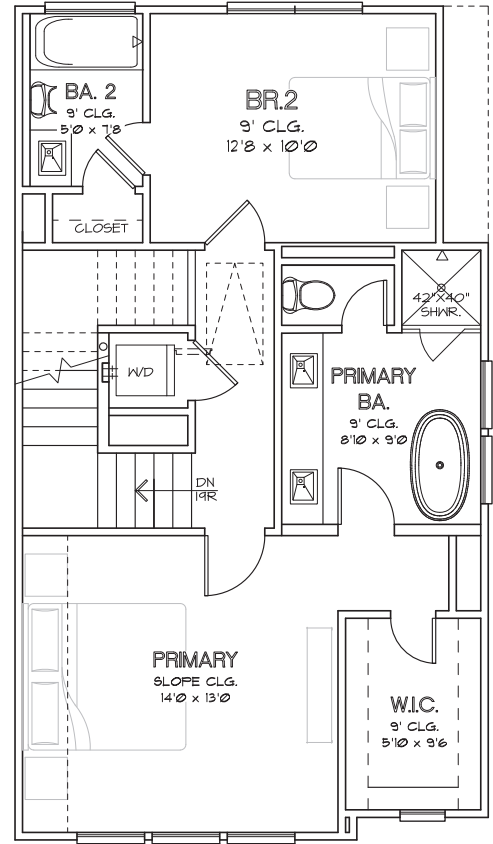 BA. 2
9' CLG.
5'0 x 7'8
BR.2
9' CLG.
12'8 x 10'0
CLOSET
42"X40"
SHWR.
W/D
PRIMARY
BA.
9' CLG.
8'10 x 9'0
DN
19R
PRIMARY
SLOPE CLG.
14'0 x 13'0
W.I.C.
9' CLG.
5'10 x 9'6